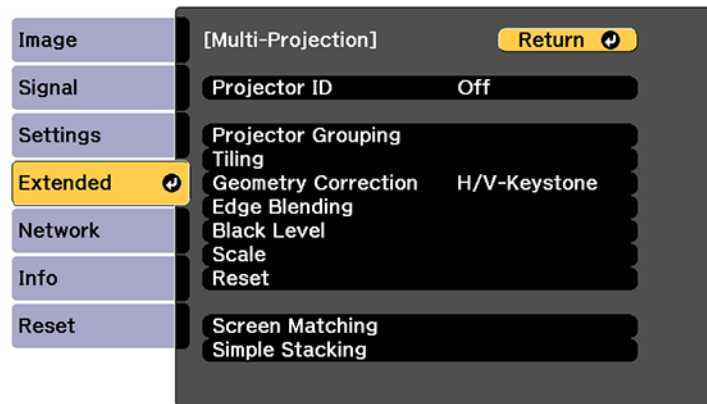 Image
Signal
Settings
Extended
Network
Info
Reset
[Multi-Projection] Return
Projector ID Off
Projector Grouping
Tiling
Geometry Correction H/V-Keystone
Edge Blending
Black Level
Scale
Reset
Screen Matching
Simple Stacking